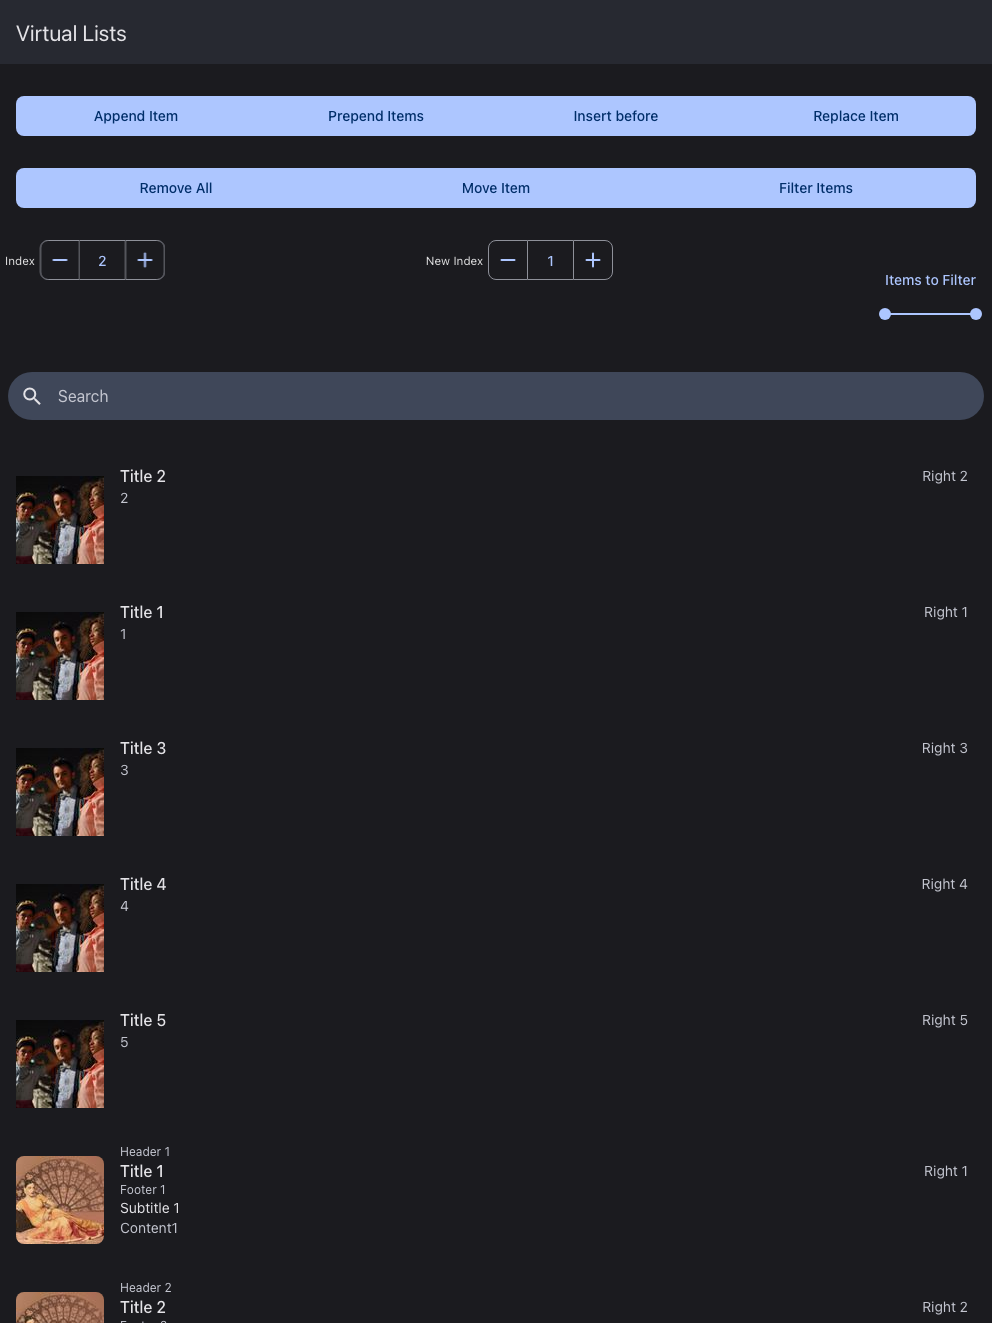 Virtual Lists
Append Item Prepend Items Insert before Replace Item
Remove All Move Item Filter Items
Index 2 New Index 1
Items to Filter
Search
Title 2 Right 2
2
Title 1 Right 1
1
Title 3 Right 3
3
Title 4 Right 4
4
Title 5 Right 5
5
Header 1
Title 1 Right 1
Footer 1
Subtitle 1
Content1
Header 2
Title 2 Right 2